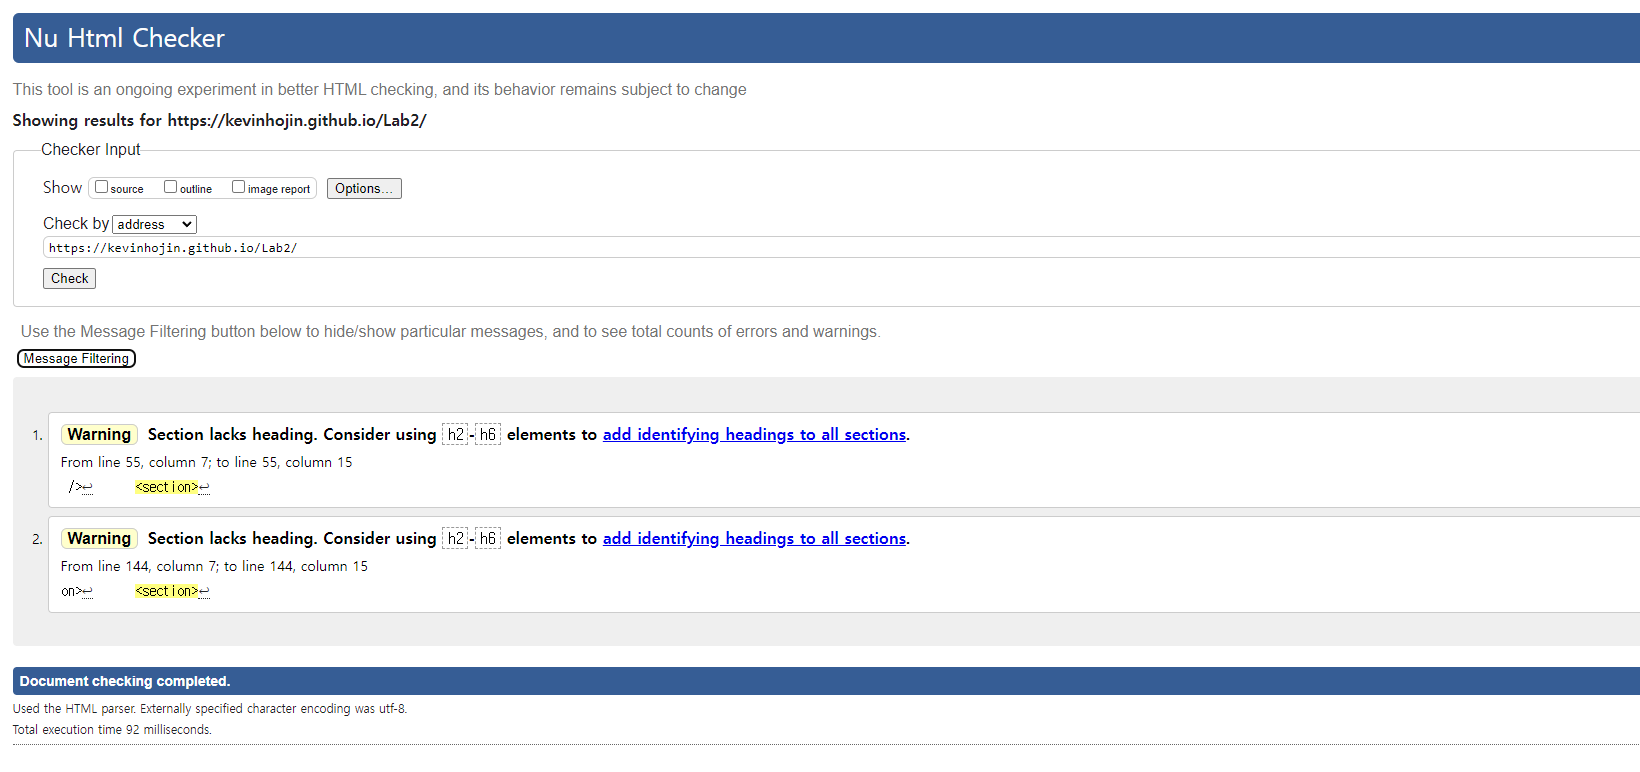 Nu Html Checker
This tool is an ongoing experiment in better HTML checking, and its behavior remains subject to change
Showing results for https://kevinhojin.github.io/Lab2/
Checker Input
Show source outline image report Options...
Check by address
https://kevinhojin.github.io/Lab2/
Check
Use the Message Filtering button below to hide/show particular messages, and to see total counts of errors and warnings.
Message Filtering
1. Warning Section lacks heading. Consider using h2-h6 elements to add identifying headings to all sections.
From line 55, column 7; to line 55, column 15
/>↩ <section>↩
2. Warning Section lacks heading. Consider using h2-h6 elements to add identifying headings to all sections.
From line 144, column 7; to line 144, column 15
on>↩ <section>↩
Document checking completed.
Used the HTML parser. Externally specified character encoding was utf-8.
Total execution time 92 milliseconds.